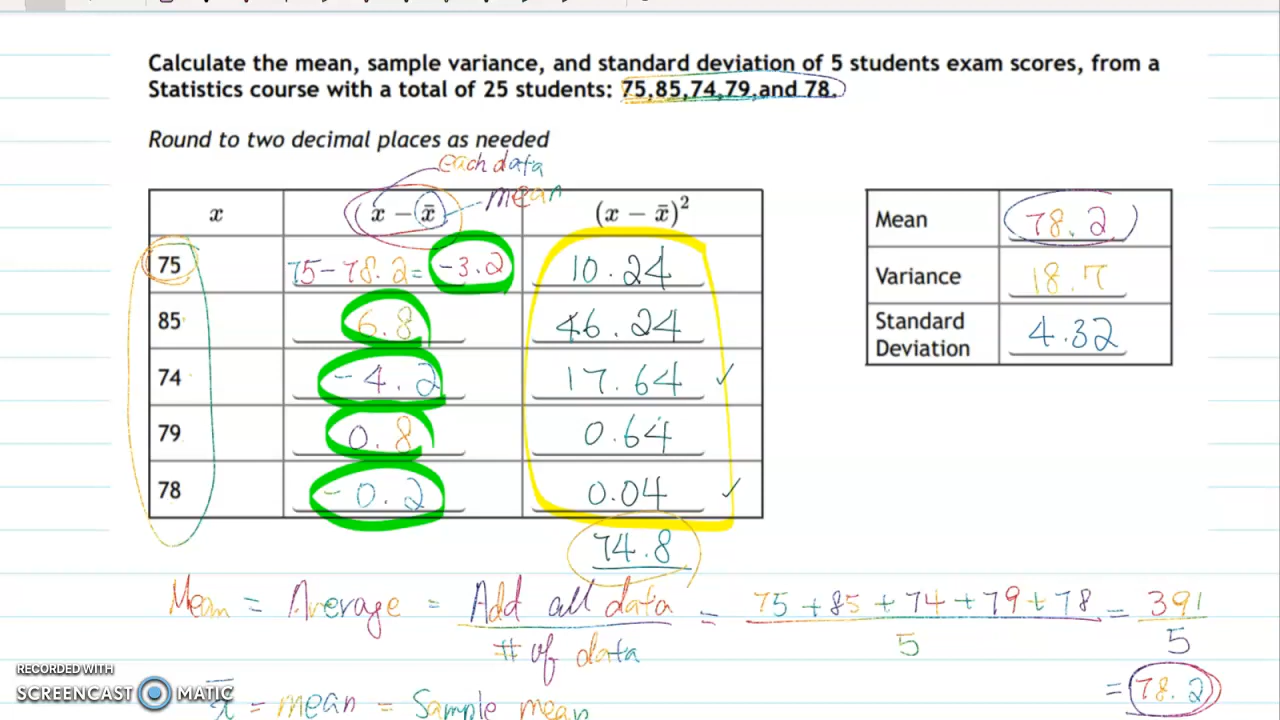 Calculate the mean, sample variance, and standard deviation of 5 students exam scores, from a
Statistics course with a total of 25 students: 75,85,74,79,and 78.
Round to two decimal places as needed
each data
mean
x (x − x̄) (x − x̄)²
75 75-78.2= -3.2 10.24
85 6.8 46.24
74 -4.2 17.64 ✓
79 0.8 0.64
78 -0.2 0.04 ✓
74.8
Mean 78.2
Variance 18.7
Standard
Deviation 4.32
Mean = Average = Add all data / # of data = 75+85+74+79+78 / 5 = 391 / 5
= 78.2
x̄ = mean = Sample mean
RECORDED WITH
SCREENCAST MATIC